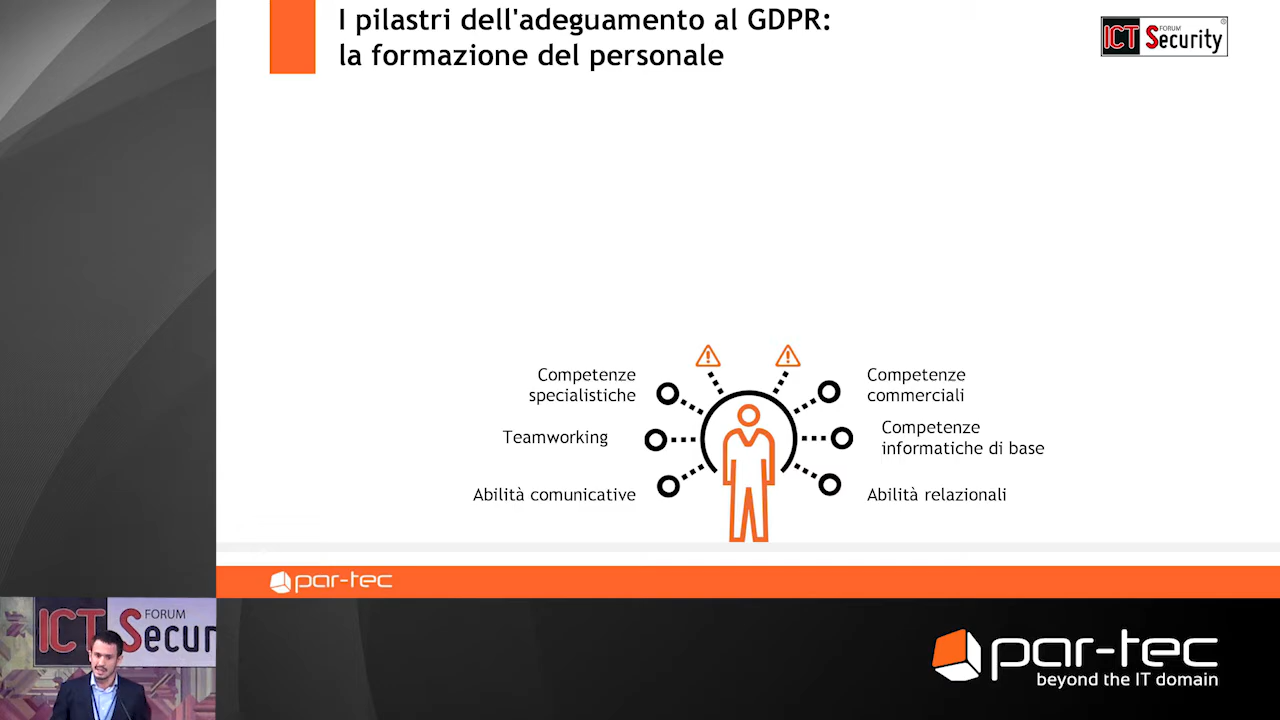 I pilastri dell'adeguamento al GDPR:
la formazione del personale
ICT FORUM Security®
Competenze
specialistiche
Competenze
commerciali
Teamworking
Competenze
informatiche di base
Abilità comunicative
Abilità relazionali
par-tec
ICT FORUM Secur
par-tec
beyond the IT domain